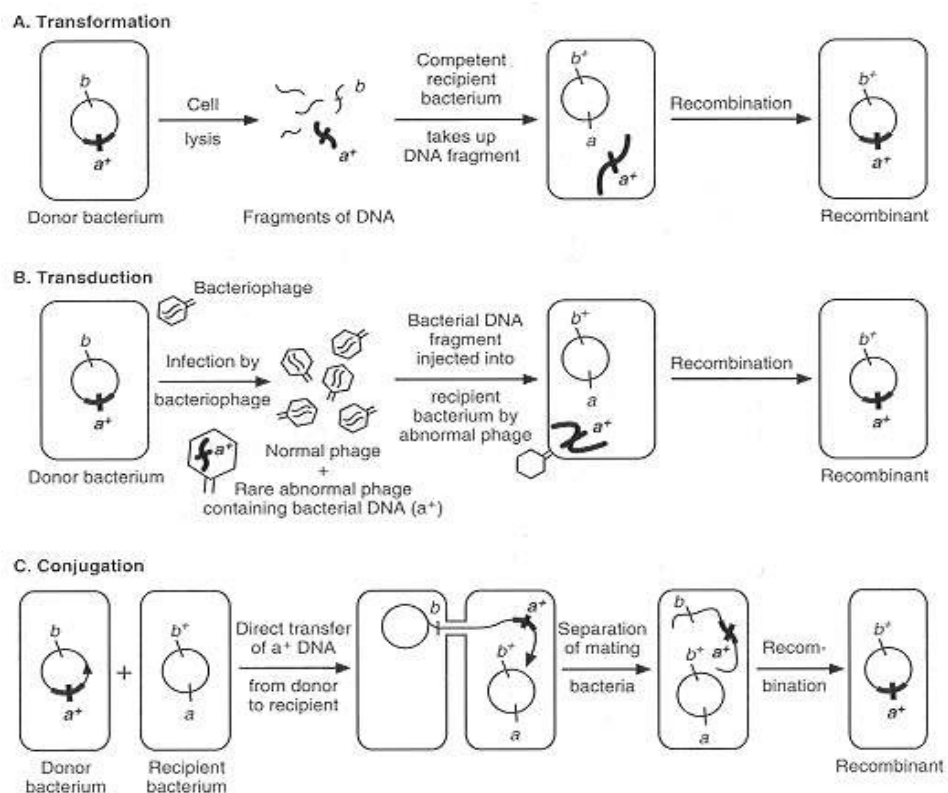 A. Transformation
b
a+
Donor bacterium
Cell
lysis
b
a+
Fragments of DNA
Competent
recipient
bacterium
takes up
DNA fragment
b+
a
a+
Recombination
b+
a+
Recombinant
B. Transduction
Bacteriophage
b
a+
Donor bacterium
Infection by
bacteriophage
a+
Normal phage
+
Rare abnormal phage
containing bacterial DNA (a+)
Bacterial DNA
fragment
injected into
recipient
bacterium by
abnormal phage
b+
a
a+
Recombination
b+
a+
Recombinant
C. Conjugation
b
a+
Donor
bacterium
+
b+
a
Recipient
bacterium
Direct transfer
of a+ DNA
from donor
to recipient
b
a+
b+
a
Separation
of mating
bacteria
b
a+
b+
a
Recom-
bination
b+
a+
Recombinant